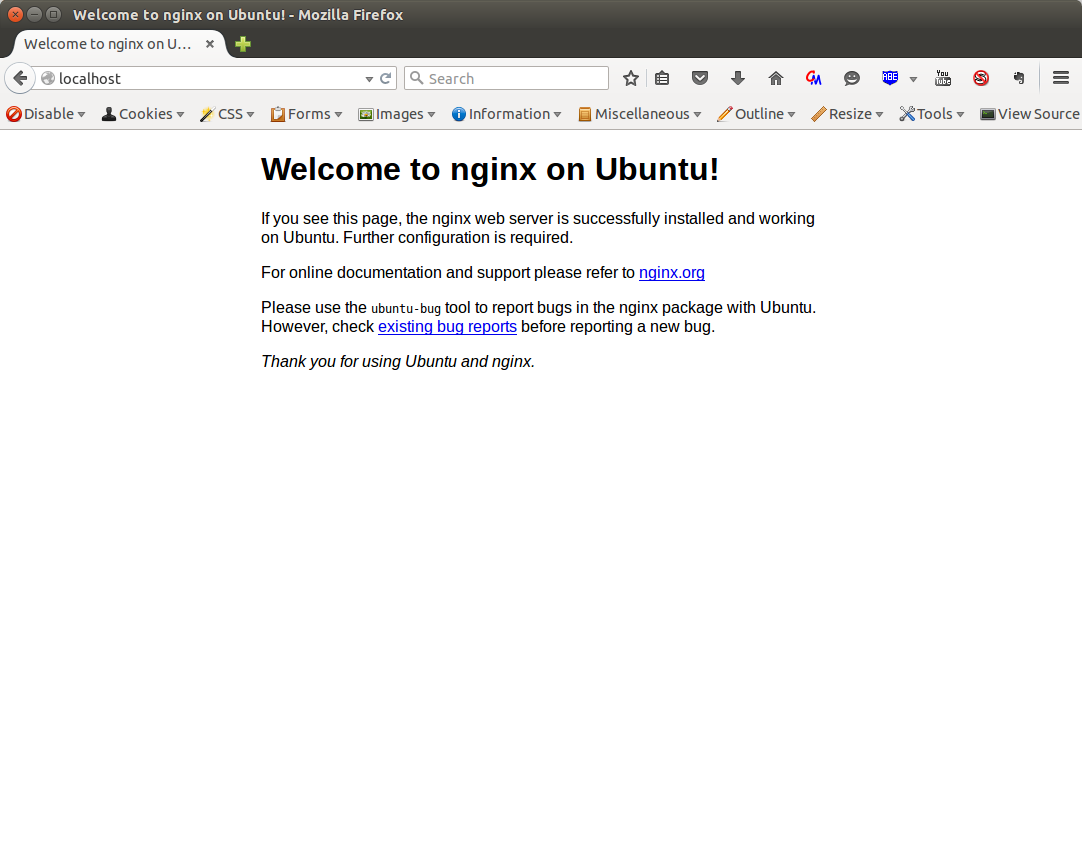 Welcome to nginx on Ubuntu! - Mozilla Firefox
Welcome to nginx on U...
localhost
Search
ABE
You
Tube
Disable Cookies CSS Forms Images Information Miscellaneous Outline Resize Tools View Source
Welcome to nginx on Ubuntu!
If you see this page, the nginx web server is successfully installed and working
on Ubuntu. Further configuration is required.
For online documentation and support please refer to nginx.org
Please use the ubuntu-bug tool to report bugs in the nginx package with Ubuntu.
However, check existing bug reports before reporting a new bug.
Thank you for using Ubuntu and nginx.